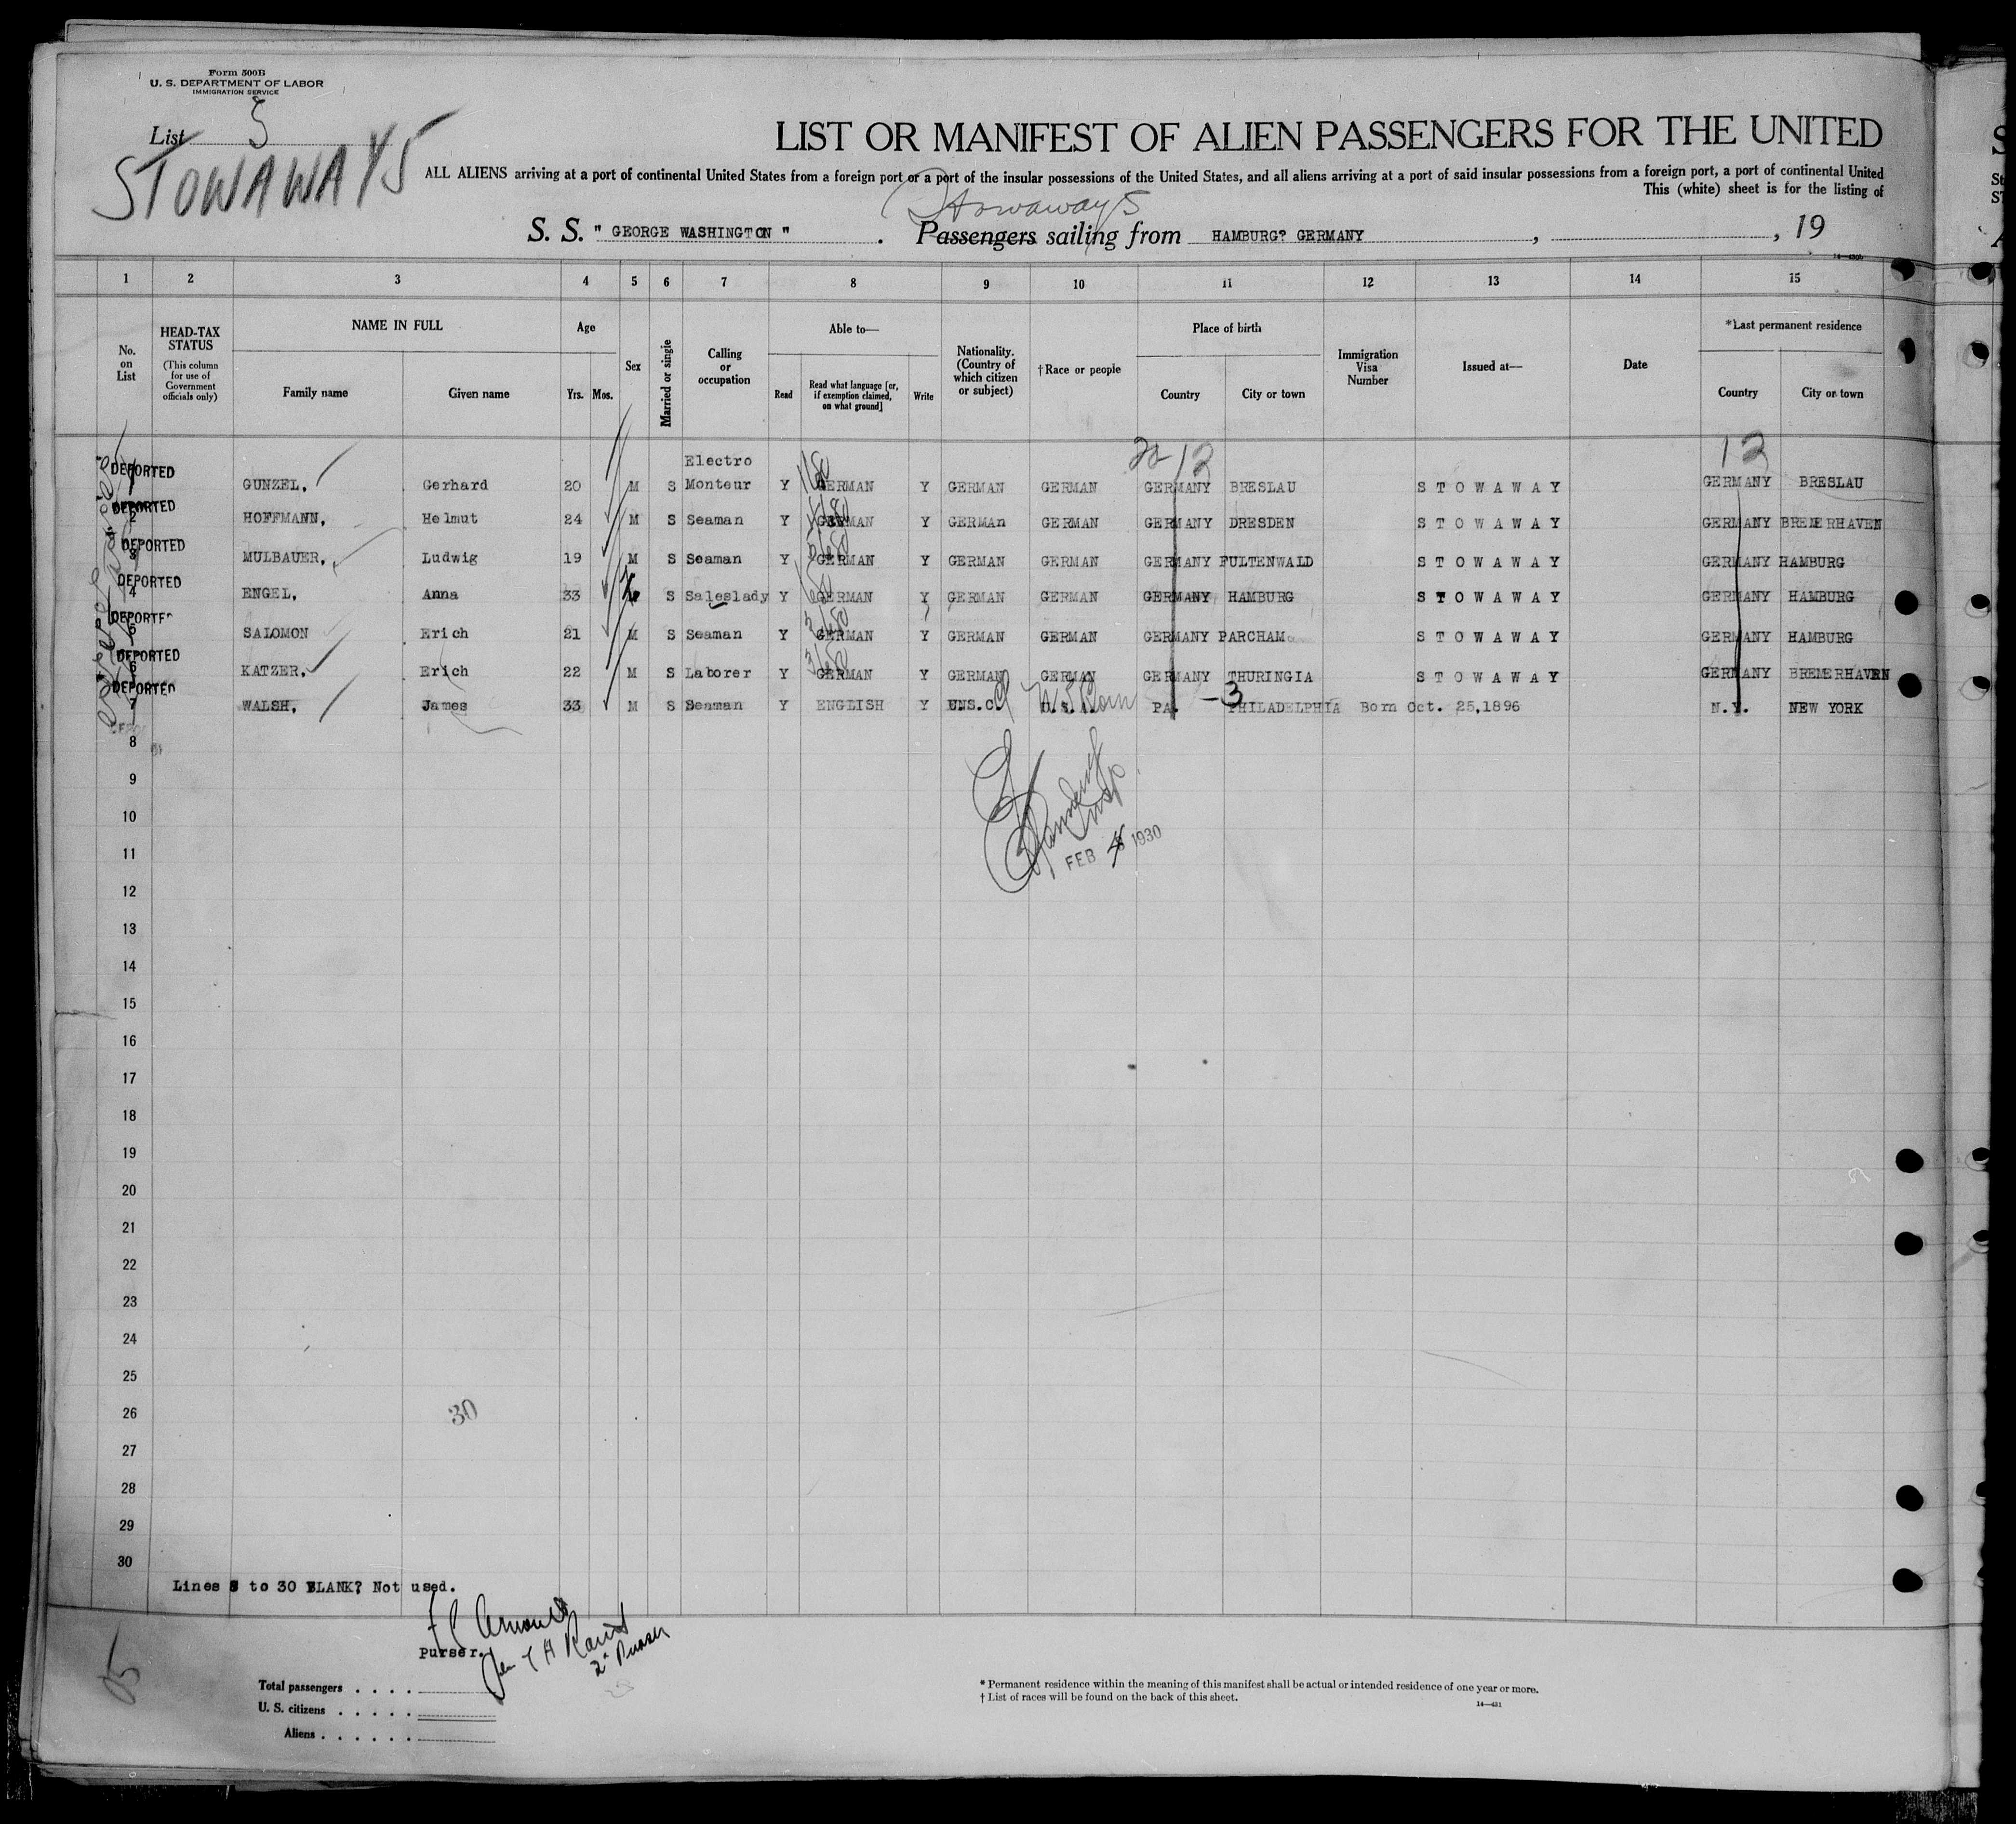 Form 500B
U. S. DEPARTMENT OF LABOR
IMMIGRATION SERVICE
List 5
STOWAWAYS
LIST OR MANIFEST OF ALIEN PASSENGERS FOR THE UNITED
ALL ALIENS arriving at a port of continental United States from a foreign port or a port of the insular possessions of the United States, and all aliens arriving at a port of said insular possessions from a foreign port, a port of continental United
This (white) sheet is for the listing of
Stowaways
S. S. " GEORGE WASHINGTON " . Passengers sailing from HAMBURG? GERMANY , , 19
1 2 3 4 5 6 7 8 9 10 11 12 13 14 15
No. on List
HEAD-TAX STATUS
(This column for use of Government officials only)
NAME IN FULL
Family name Given name
Age
Yrs. Mos.
Sex
Married or single
Calling or occupation
Able to—
Read
Read what language [or, if exemption claimed, on what ground]
Write
Nationality. (Country of which citizen or subject)
†Race or people
Place of birth
Country City or town
Immigration Visa Number
Issued at—
Date
*Last permanent residence
Country City or town
12 12
DEPORTED 1 GUNZEL, Gerhard 20 M S Electro Monteur Y GERMAN Y GERMAN GERMAN GERMANY BRESLAU STOWAWAY GERMANY BRESLAU
DEPORTED 2 HOFFMANN, Helmut 24 M S Seaman Y GERMAN Y GERMAn GERMAN GERMANY DRESDEN STOWAWAY GERMANY BREMERHAVEN
DEPORTED 3 MULBAUER, Ludwig 19 M S Seaman Y GERMAN Y GERMAN GERMAN GERMANY FULTENWALD STOWAWAY GERMANY HAMBURG
DEPORTED 4 ENGEL, Anna 33 S Saleslady Y GERMAN Y GERMAN GERMAN GERMANY HAMBURG STOWAWAY GERMANY HAMBURG
DEPORTED 5 SALOMON Erich 21 M S Seaman Y GERMAN Y GERMAN GERMAN GERMANY PARCHAM STOWAWAY GERMANY HAMBURG
DEPORTED 6 KATZER, Erich 22 M S Laborer Y GERMAN Y GERMAN GERMAN GERMANY THURINGIA STOWAWAY GERMANY BREMERHAVEN
DEPORTED 7 WALSH, James 33 M S Seaman Y ENGLISH Y UNS.C. U.S.A. U S Born PA. -3 PHILADELPHIA Born Oct. 25,1896 N.Y. NEW YORK
8
9
10
Insp
FEB 1930
11
12
13
14
15
16
17
18
19
20
21
22
23
24
25
26
30
27
28
29
30
Lines 8 to 30 BLANK? Not used.
Purser.
2d Purser
Total passengers . . . .
U. S. citizens . . . . .
Aliens . . . . . .
* Permanent residence within the meaning of this manifest shall be actual or intended residence of one year or more.
† List of races will be found on the back of this sheet.
14—431